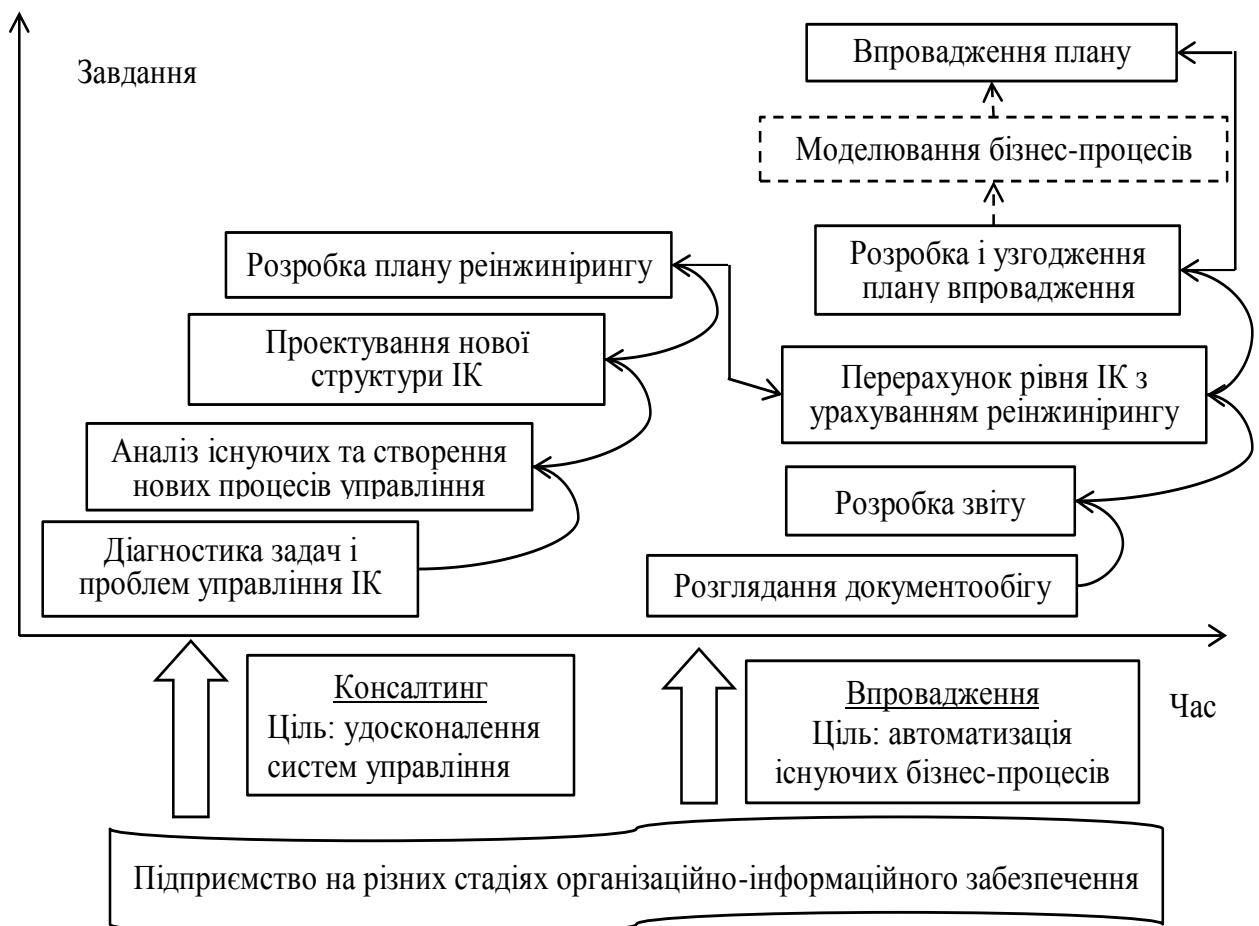 Завдання
Впровадження плану
Моделювання бізнес-процесів
Розробка плану реінжинірингу
Розробка і узгодження
плану впровадження
Проектування нової
структури ІК
Перерахунок рівня ІК з
урахуванням реінжинірингу
Аналіз існуючих та створення
нових процесів управління
Розробка звіту
Діагностика задач і
проблем управління ІК
Розглядання документообігу
Консалтинг
Ціль: удосконалення
систем управління
Впровадження
Ціль: автоматизація
існуючих бізнес-процесів
Час
Підприємство на різних стадіях організаційно-інформаційного забезпечення